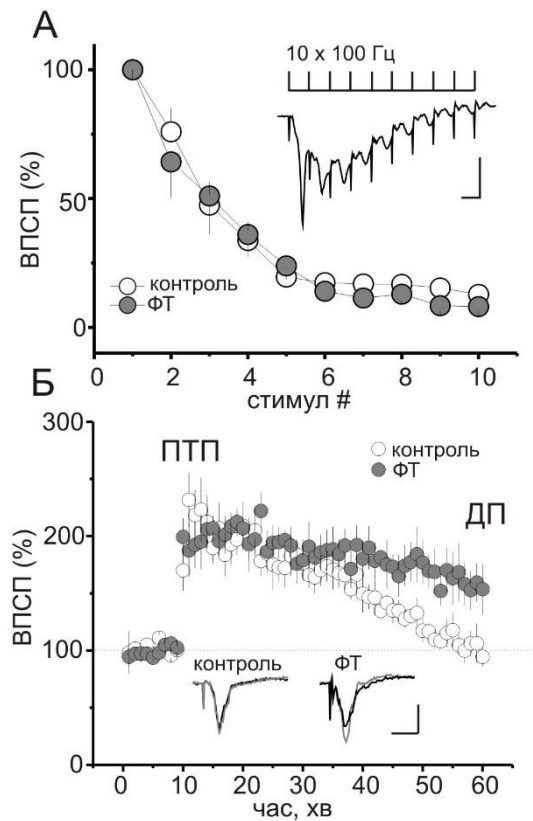 А
10 x 100 Гц
100
50
0
ВПСП (%)
контроль
ФТ
0 2 4 6 8 10
стимул #
Б
300
200
100
0
ВПСП (%)
ПТП
контроль
ФТ
ДП
контроль
ФТ
0 10 20 30 40 50 60
час, хв